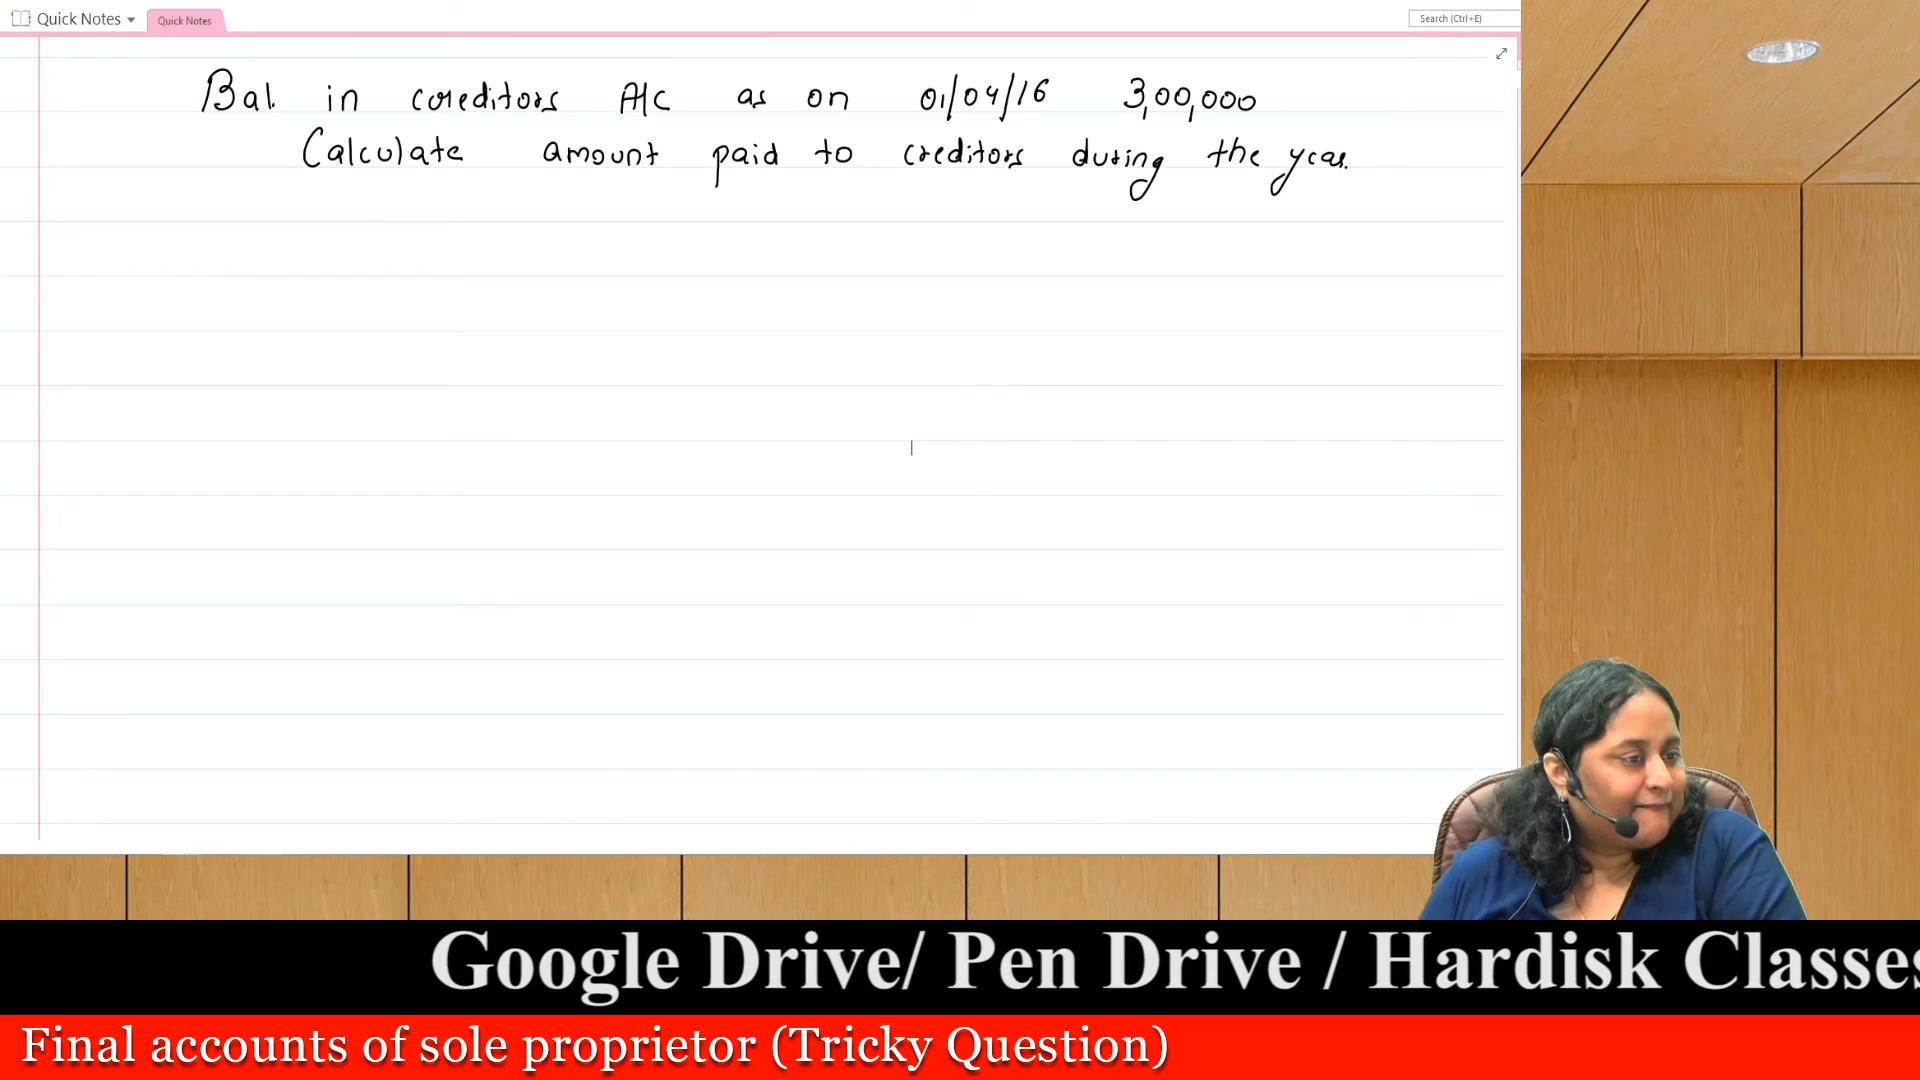 Quick Notes
Quick Notes
Search (Ctrl+E)
Bal. in creditors A/c as on 01/04/16 3,00,000
Calculate amount paid to creditors during the year.
Google Drive/ Pen Drive / Hardisk Classes
Final accounts of sole proprietor (Tricky Question)